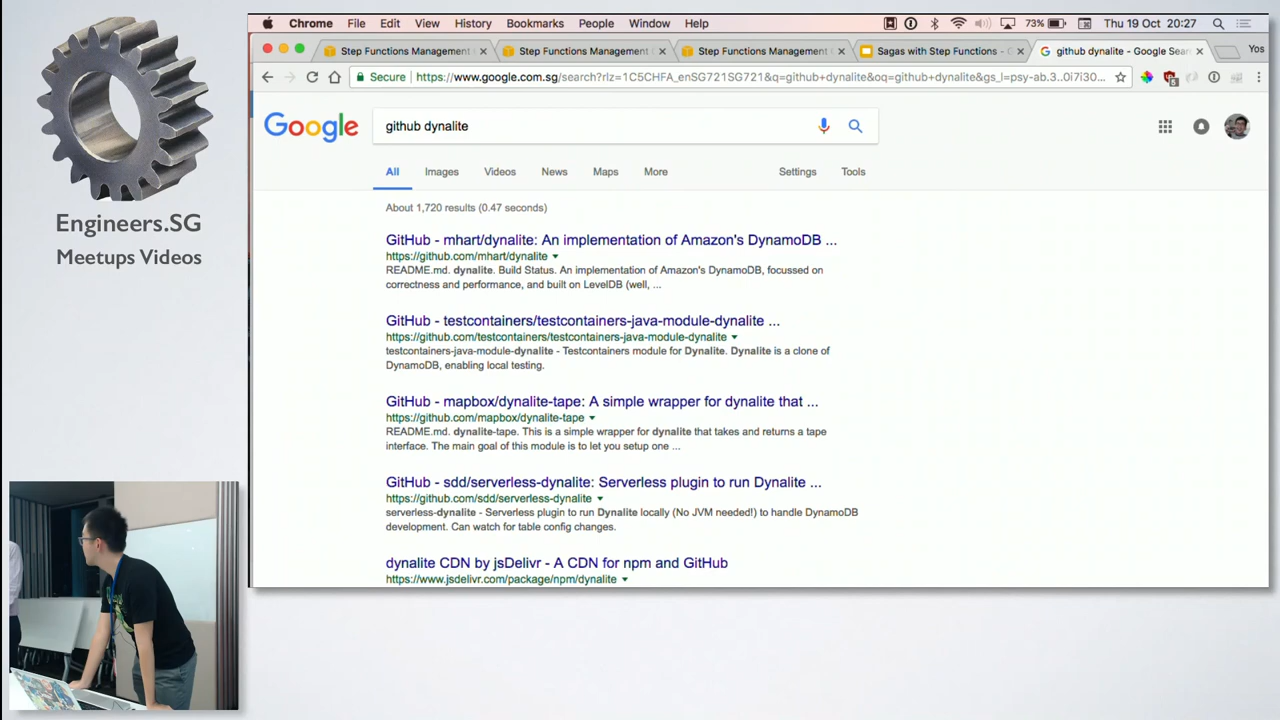 Chrome File Edit View History Bookmarks People Window Help 73% Thu 19 Oct 20:27
Step Functions Management Step Functions Management Step Functions Management Sagas with Step Functions - github dynalite - Google Sear Yos
Secure https://www.google.com.sg/search?rlz=1C5CHFA_enSG721SG721&q=github+dynalite&oq=github+dynalite&gs_l=psy-ab.3..0i7i30...
Google github dynalite
All Images Videos News Maps More Settings Tools
About 1,720 results (0.47 seconds)
GitHub - mhart/dynalite: An implementation of Amazon's DynamoDB ...
https://github.com/mhart/dynalite
README.md. dynalite. Build Status. An implementation of Amazon's DynamoDB, focussed on
correctness and performance, and built on LevelDB (well, ...
GitHub - testcontainers/testcontainers-java-module-dynalite ...
https://github.com/testcontainers/testcontainers-java-module-dynalite
testcontainers-java-module-dynalite - Testcontainers module for Dynalite. Dynalite is a clone of
DynamoDB, enabling local testing.
GitHub - mapbox/dynalite-tape: A simple wrapper for dynalite that ...
https://github.com/mapbox/dynalite-tape
README.md. dynalite-tape. This is a simple wrapper for dynalite that takes and returns a tape
interface. The main goal of this module is to let you setup one ...
GitHub - sdd/serverless-dynalite: Serverless plugin to run Dynalite ...
https://github.com/sdd/serverless-dynalite
serverless-dynalite - Serverless plugin to run Dynalite locally (No JVM needed!) to handle DynamoDB
development. Can watch for table config changes.
dynalite CDN by jsDelivr - A CDN for npm and GitHub
https://www.jsdelivr.com/package/npm/dynalite
Engineers.SG
Meetups Videos